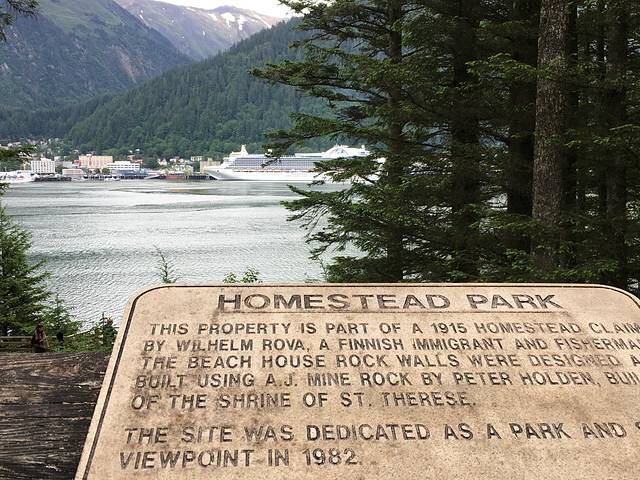 HOMESTEAD PARK
THIS PROPERTY IS PART OF A 1915 HOMESTEAD CLAIM
BY WILHELM ROVA, A FINNISH IMMIGRANT AND FISHERMA
THE BEACH HOUSE ROCK WALLS WERE DESIGNED A
BUILT USING A.J. MINE ROCK BY PETER HOLDEN, BUI
OF THE SHRINE OF ST. THERESE.
THE SITE WAS DEDICATED AS A PARK AND
VIEWPOINT IN 1982.